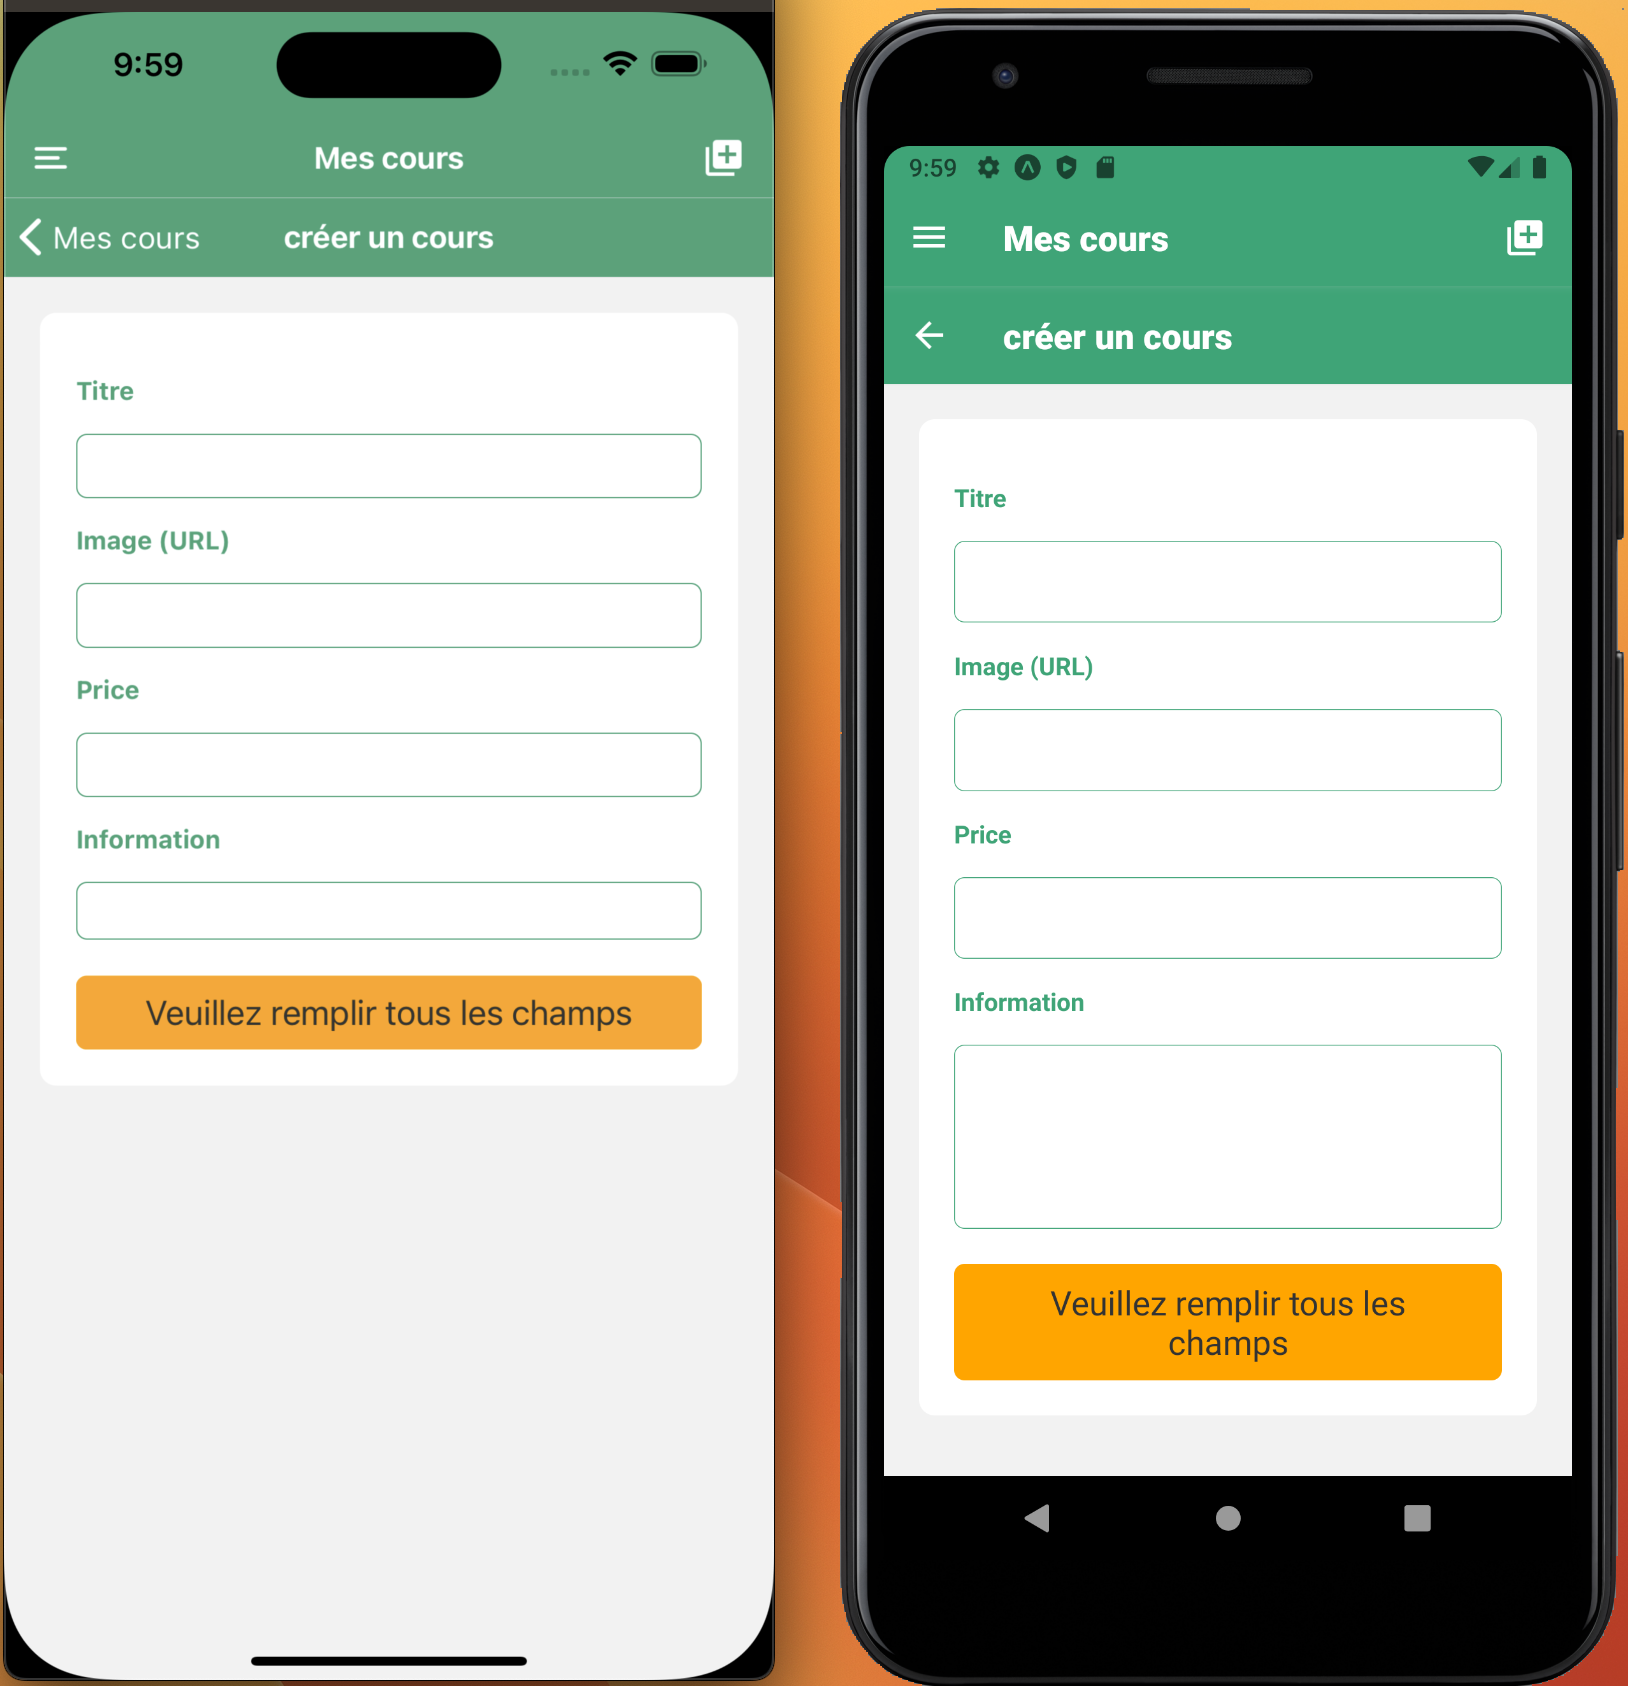 9:59
Mes cours
Mes cours
créer un cours
Titre
Image (URL)
Price
Information
Veuillez remplir tous les champs
9:59
Mes cours
créer un cours
Titre
Image (URL)
Price
Information
Veuillez remplir tous les
champs